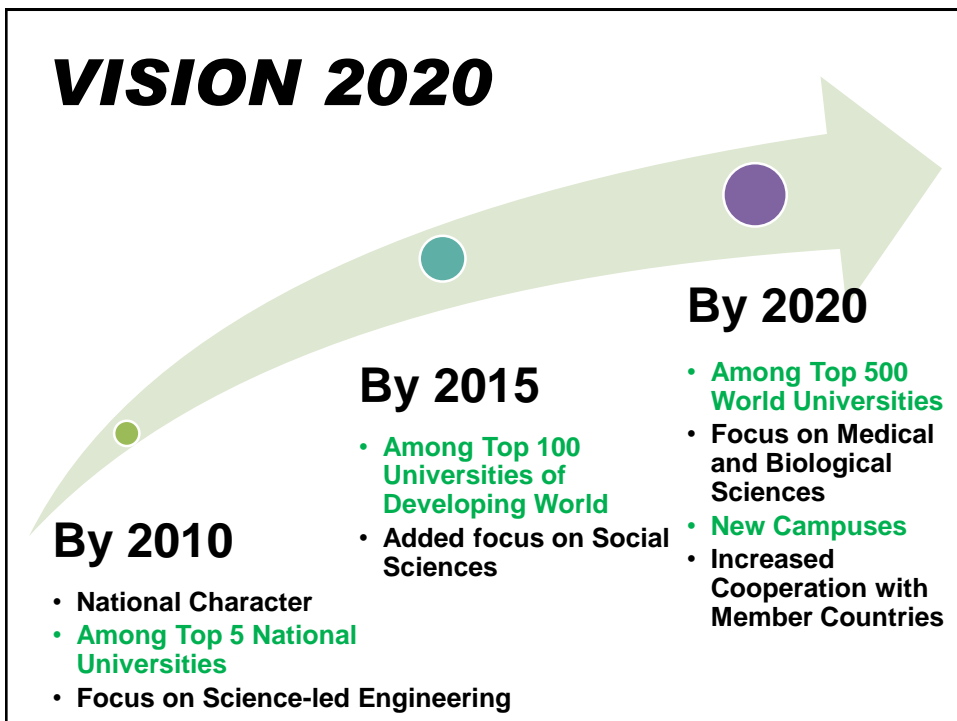 VISION 2020
By 2010
• National Character
• Among Top 5 National
Universities
• Focus on Science-led Engineering
By 2015
• Among Top 100
Universities of
Developing World
• Added focus on Social
Sciences
By 2020
• Among Top 500
World Universities
• Focus on Medical
and Biological
Sciences
• New Campuses
• Increased
Cooperation with
Member Countries